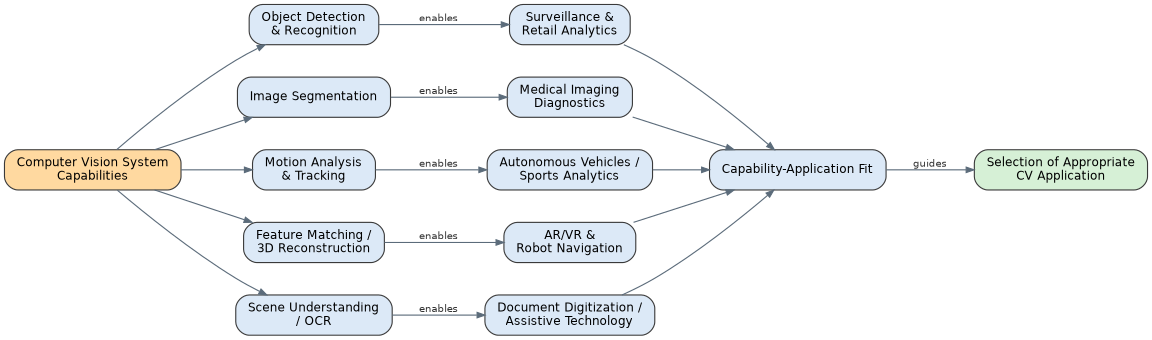 Object Detection
& Recognition
enables
Surveillance &
Retail Analytics
Image Segmentation
enables
Medical Imaging
Diagnostics
Computer Vision System
Capabilities
Motion Analysis
& Tracking
enables
Autonomous Vehicles /
Sports Analytics
Capability-Application Fit
guides
Selection of Appropriate
CV Application
Feature Matching /
3D Reconstruction
enables
AR/VR &
Robot Navigation
Scene Understanding
/ OCR
enables
Document Digitization /
Assistive Technology